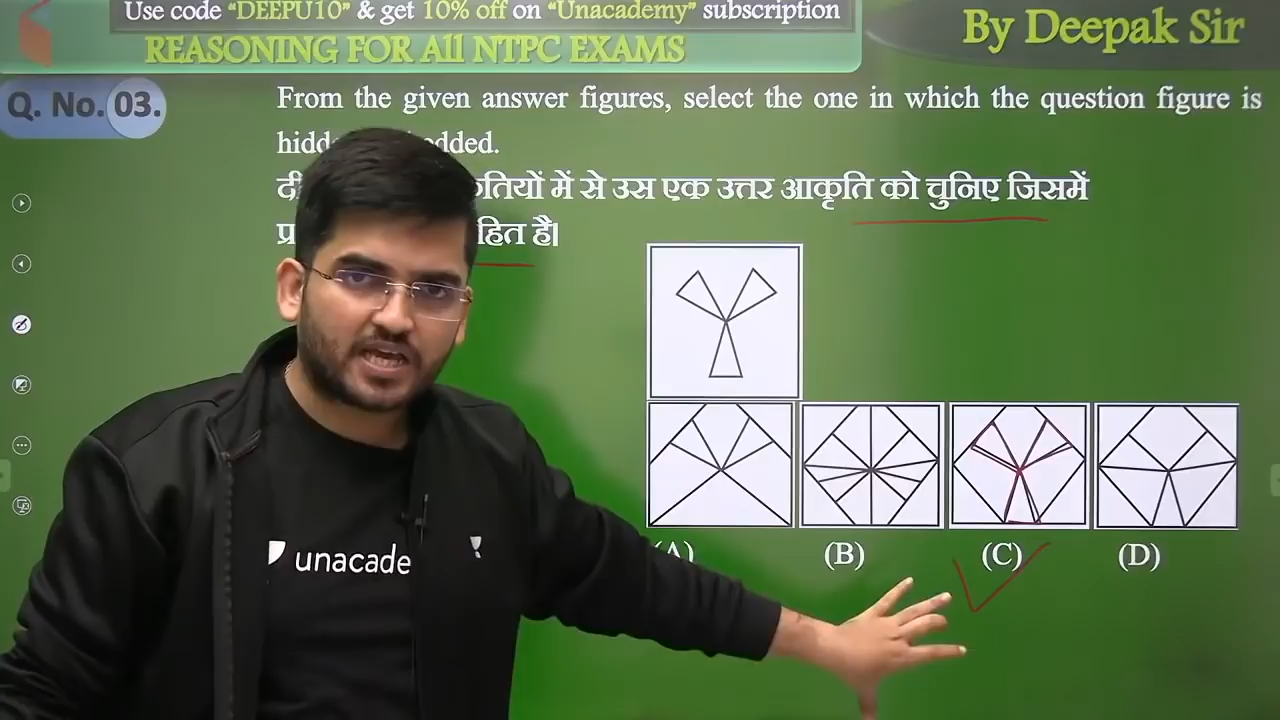 Use code “DEEPU10” & get 10% off on “Unacademy” subscription
REASONING FOR All NTPC EXAMS
By Deepak Sir
Q. No. 03.
From the given answer figures, select the one in which the question figure is
उस एक उत्तर आकृति को चुनिए जिसमें
है।
(A)
(B)
(C)
(D)
unacade